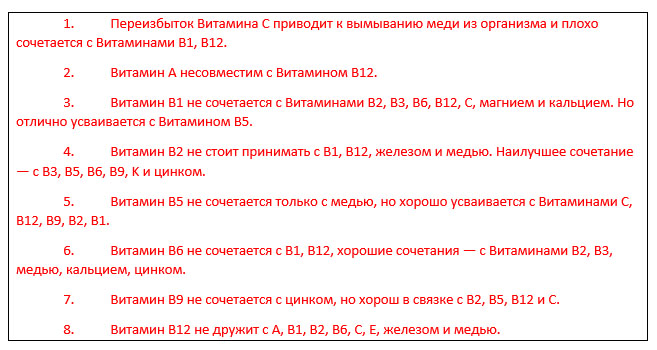 1. Переизбыток Витамина С приводит к вымыванию меди из организма и плохо
сочетается с Витаминами В1, В12.
2. Витамин А несовместим с Витамином В12.
3. Витамин В1 не сочетается с Витаминами В2, В3, В6, В12, С, магнием и кальцием. Но
отлично усваивается с Витамином В5.
4. Витамин В2 не стоит принимать с В1, В12, железом и медью. Наилучшее сочетание
— с В3, В5, В6, В9, К и цинком.
5. Витамин В5 не сочетается только с медью, но хорошо усваивается с Витаминами С,
В12, В9, В2, В1.
6. Витамин В6 не сочетается с В1, В12, хорошие сочетания — с Витаминами В2, В3,
медью, кальцием, цинком.
7. Витамин В9 не сочетается с цинком, но хорош в связке с В2, В5, В12 и С.
8. Витамин В12 не дружит с А, В1, В2, В6, С, Е, железом и медью.